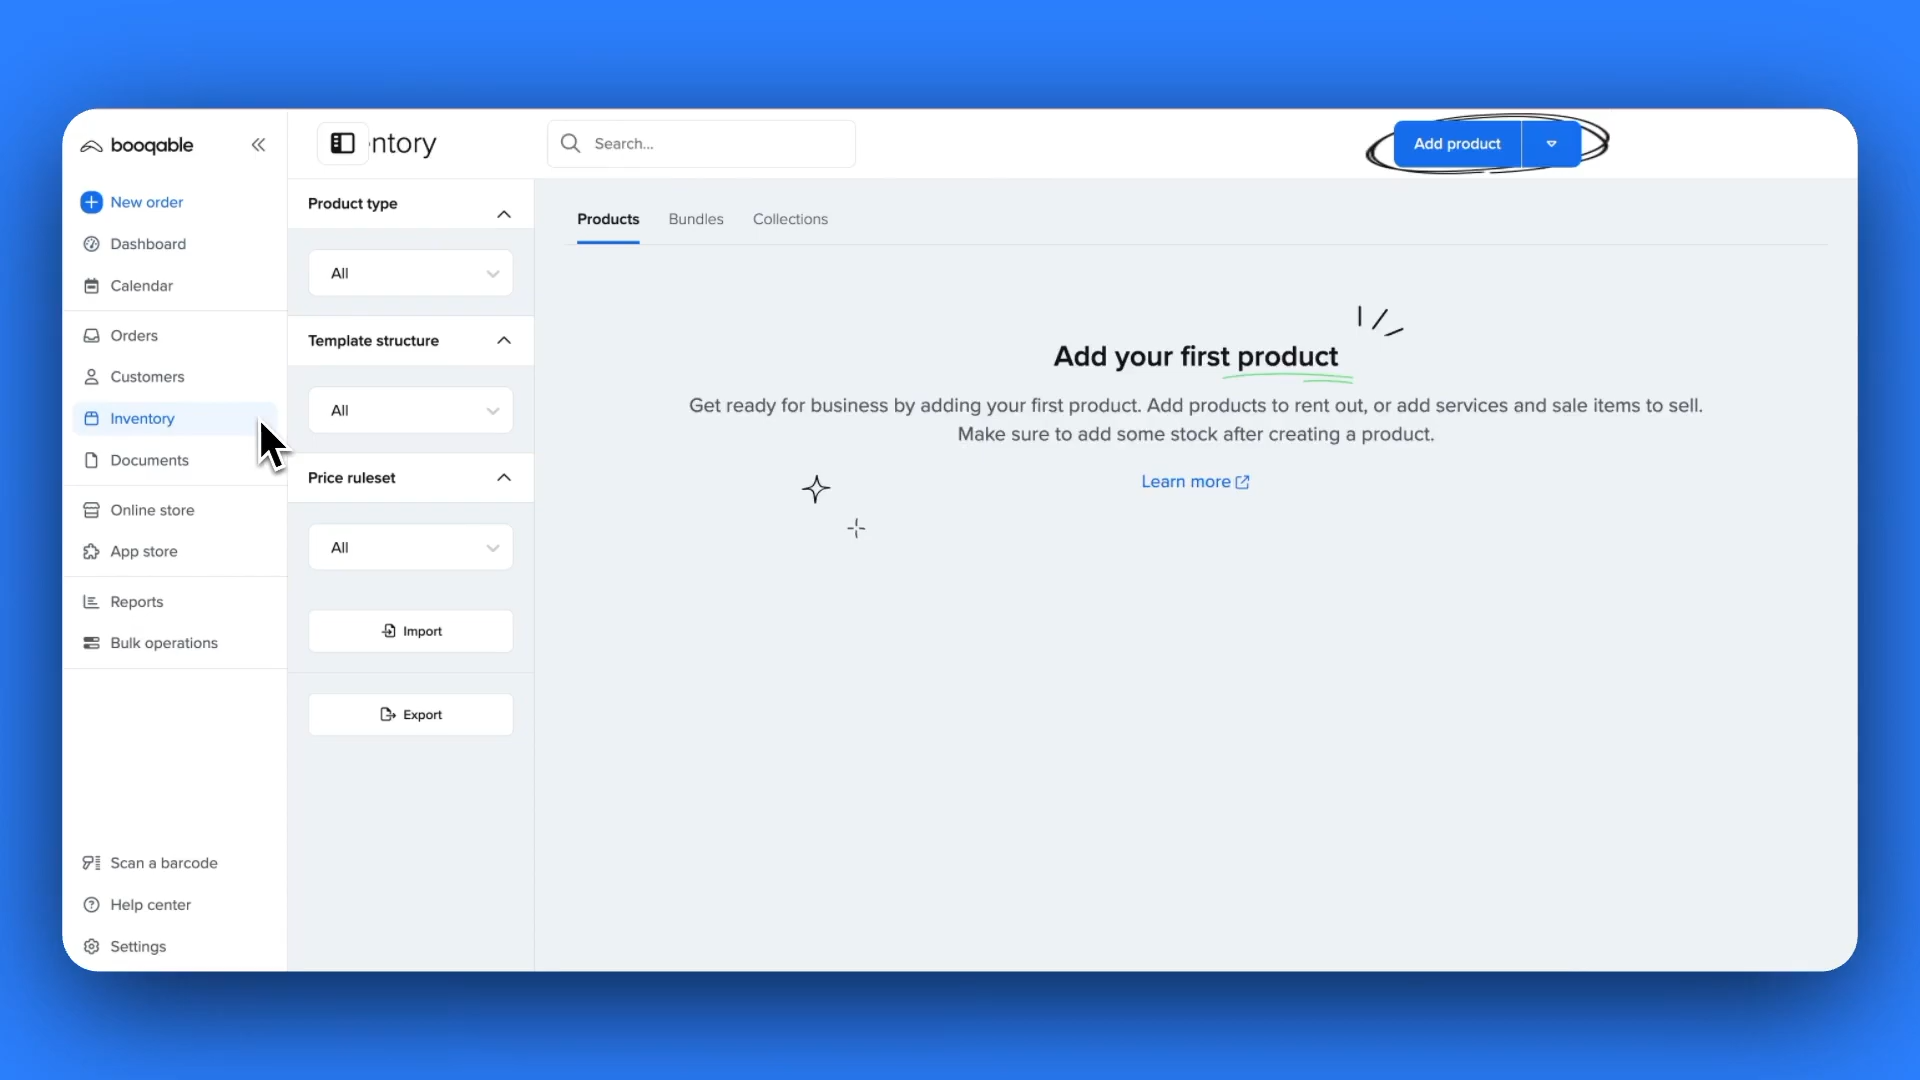 booqable
New order
Dashboard
Calendar
Orders
Customers
Inventory
Documents
Online store
App store
Reports
Bulk operations
Scan a barcode
Help center
Settings
ntory
Search...
Add product
Product type
All
Template structure
All
Price ruleset
All
Import
Export
Products Bundles Collections
Add your first product
Get ready for business by adding your first product. Add products to rent out, or add services and sale items to sell.
Make sure to add some stock after creating a product.
Learn more